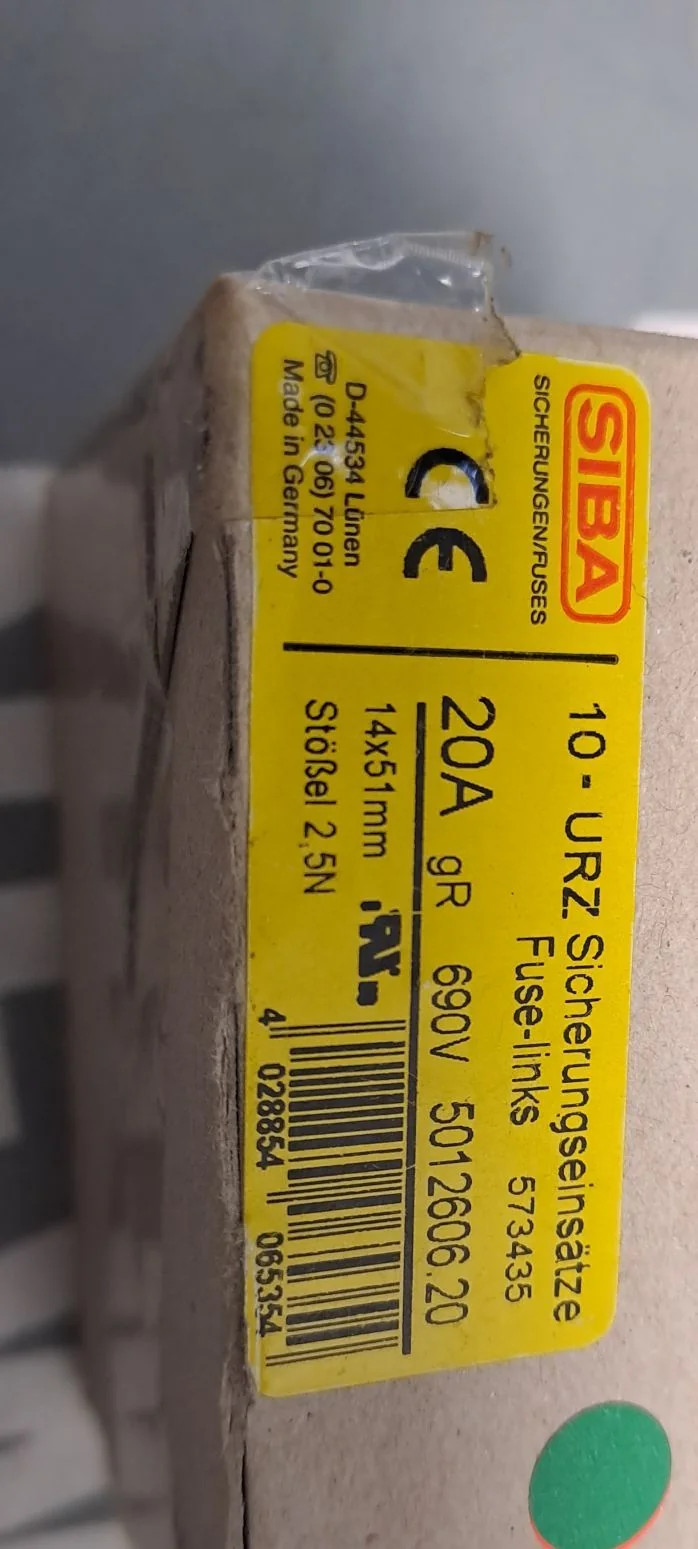 SIBA
SICHERUNGEN/FUSES
CE
D-44534 Lünen
☎ (0 23 06) 70 01-0
Made in Germany
10 - URZ Sicherungseinsätze
Fuse-links 573435
20A gR 690V 5012606.20
14x51mm
Stößel 2,5N
4 028854 065354